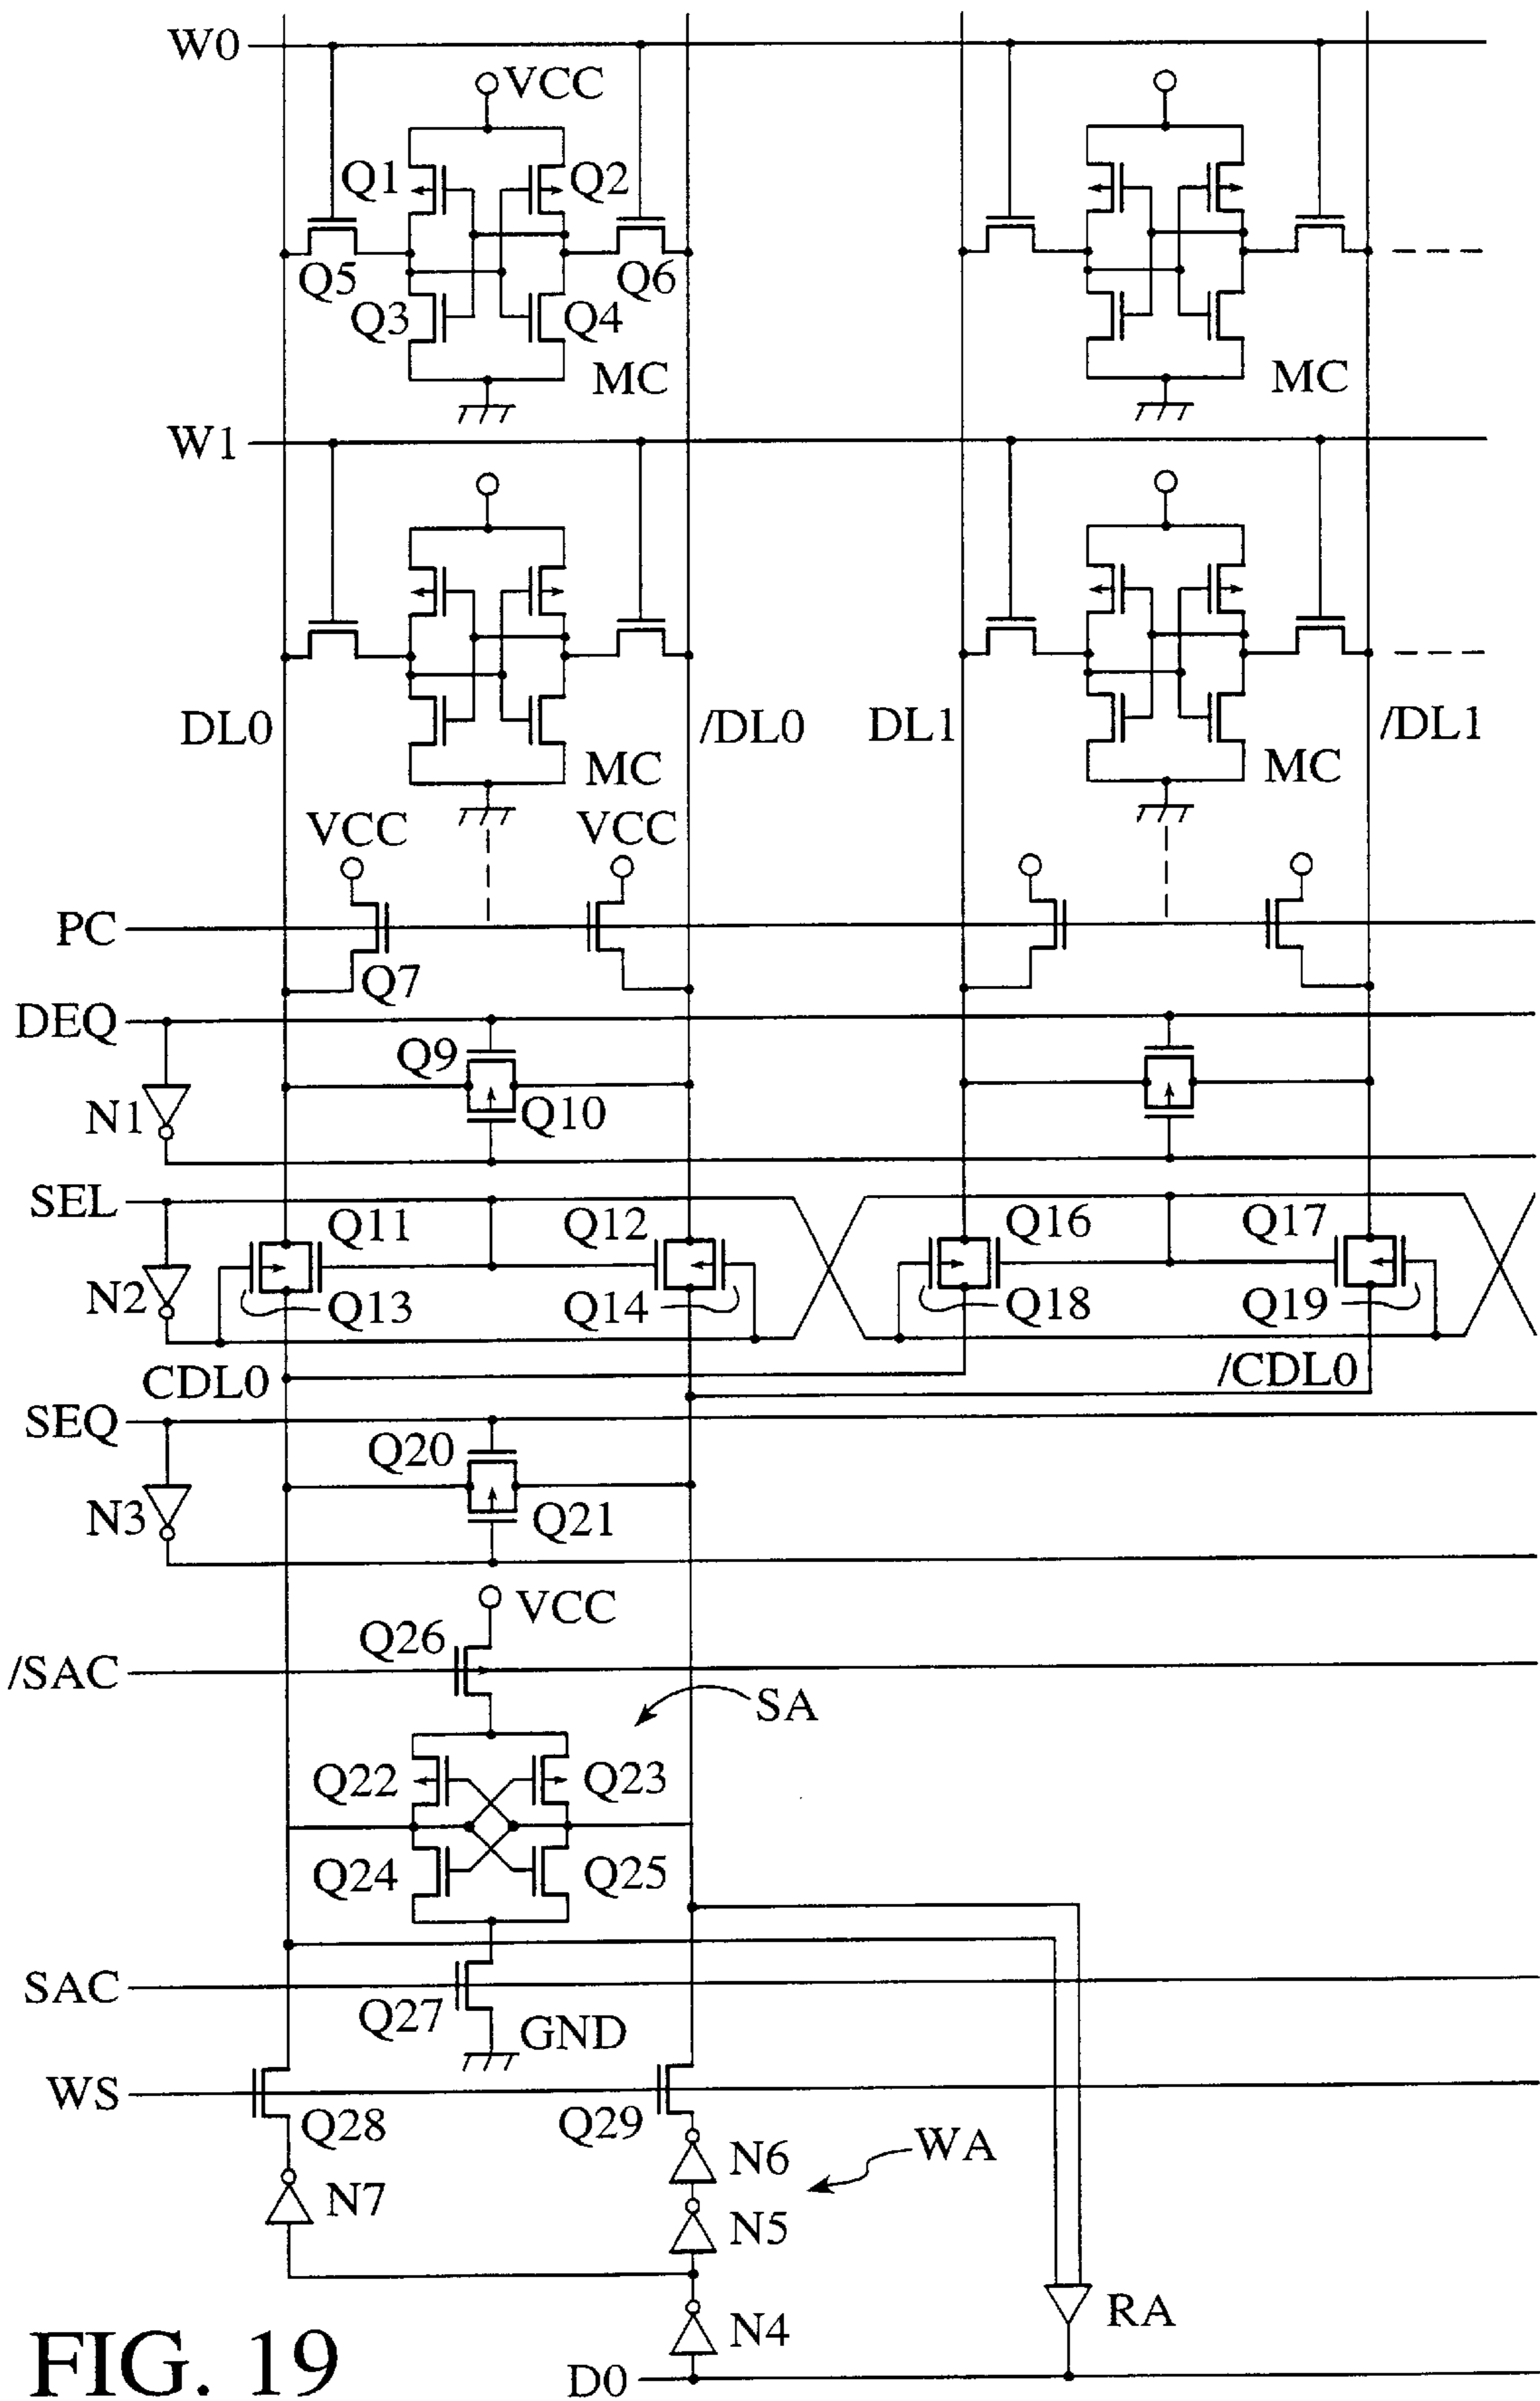 W0
VCC
Q1 Q2
Q5 Q6
Q3 Q4
MC MC
W1
DL0 /DL0 DL1 /DL1
MC MC
VCC VCC
PC
Q7
DEQ
Q9
N1 Q10
SEL
Q11 Q12 Q16 Q17
N2 Q13 Q14 Q18 Q19
CDL0 /CDL0
SEQ
Q20
N3 Q21
VCC
Q26
/SAC
SA
Q22 Q23
Q24 Q25
SAC
Q27 GND
WS
Q28 Q29
N6 WA
N7 N5
RA
N4
FIG. 19 D0